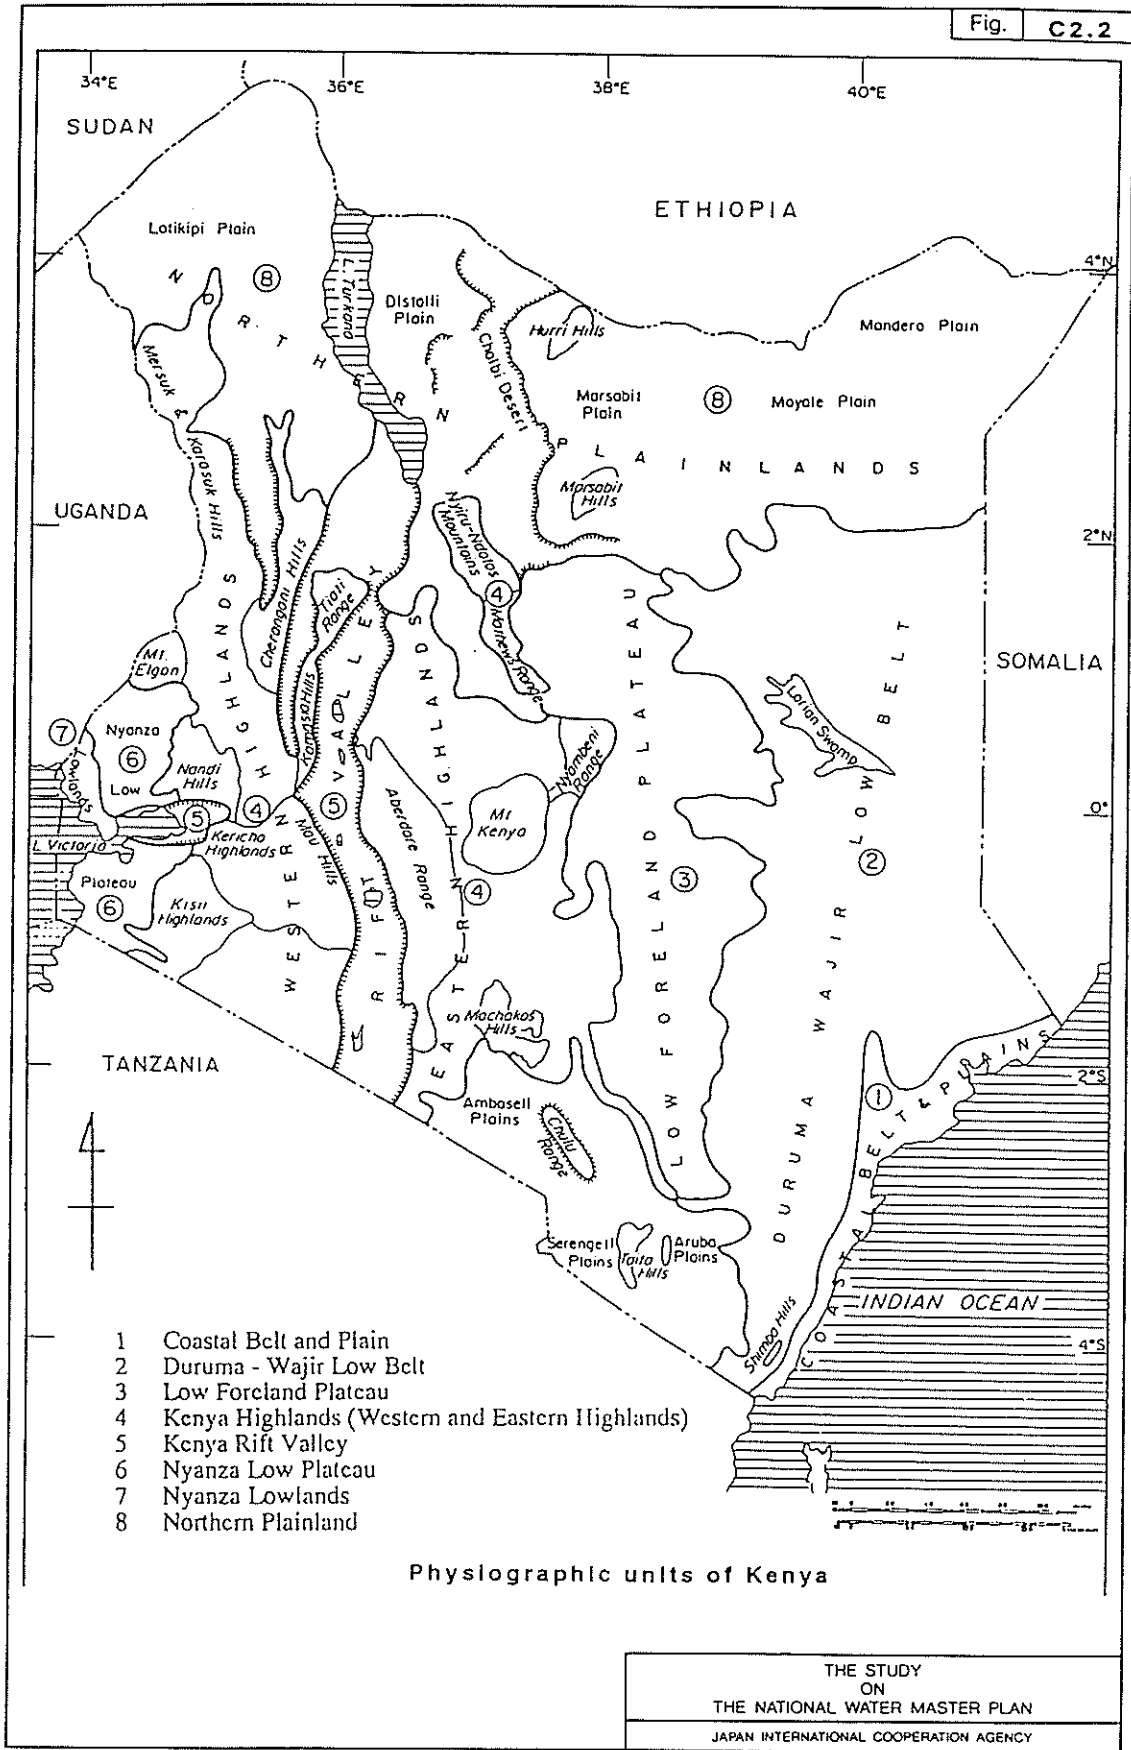 Fig. C2.2
34°E
36°E
38°E
40°E
SUDAN
ETHIOPIA
Lotikipi Plain
8
L. Turkana
Distolli
Plain
4°N
Hurri Hills
Mandera Plain
NORTHERN
Chalbi Desert
Marsabit
Plain
8
Moyale Plain
PLAINLANDS
Mersuk &
Karasuk Hills
Marsabit
Hills
UGANDA
Nyiru-Ndotos
Mountains
2°N
4
Mathews Range
Cherangani Hills
Tiati
Range
Kamasia Hills
Mt.
Elgon
SOMALIA
Lorian Swamp
7
Lowlands
Nyanza
6
Low
Nandi
Hills
5
4
5
Nyambeni
Range
Mt
Kenya
0°
L. Victoria
Kericho
Highlands
Mau Hills
Aberdare
Range
Plateau
6
Kisii
Highlands
WESTERN HIGHLANDS
RIFT VALLEY
EASTERN HIGHLANDS
4
LOW FORELAND PLATEAU
3
DURUMA WAJIR LOW BELT
2
Machakos
Hills
TANZANIA
2°S
1
COASTAL BELT & PLAINS
Ambosell
Plains
Chulu
Range
Serengeli
Plains
Taita
Hills
Aruba
Plains
Shimba Hills
INDIAN OCEAN
4°S
1 Coastal Belt and Plain
2 Duruma - Wajir Low Belt
3 Low Foreland Plateau
4 Kenya Highlands (Western and Eastern Highlands)
5 Kenya Rift Valley
6 Nyanza Low Plateau
7 Nyanza Lowlands
8 Northern Plainland
Physiographic units of Kenya
THE STUDY
ON
THE NATIONAL WATER MASTER PLAN
JAPAN INTERNATIONAL COOPERATION AGENCY